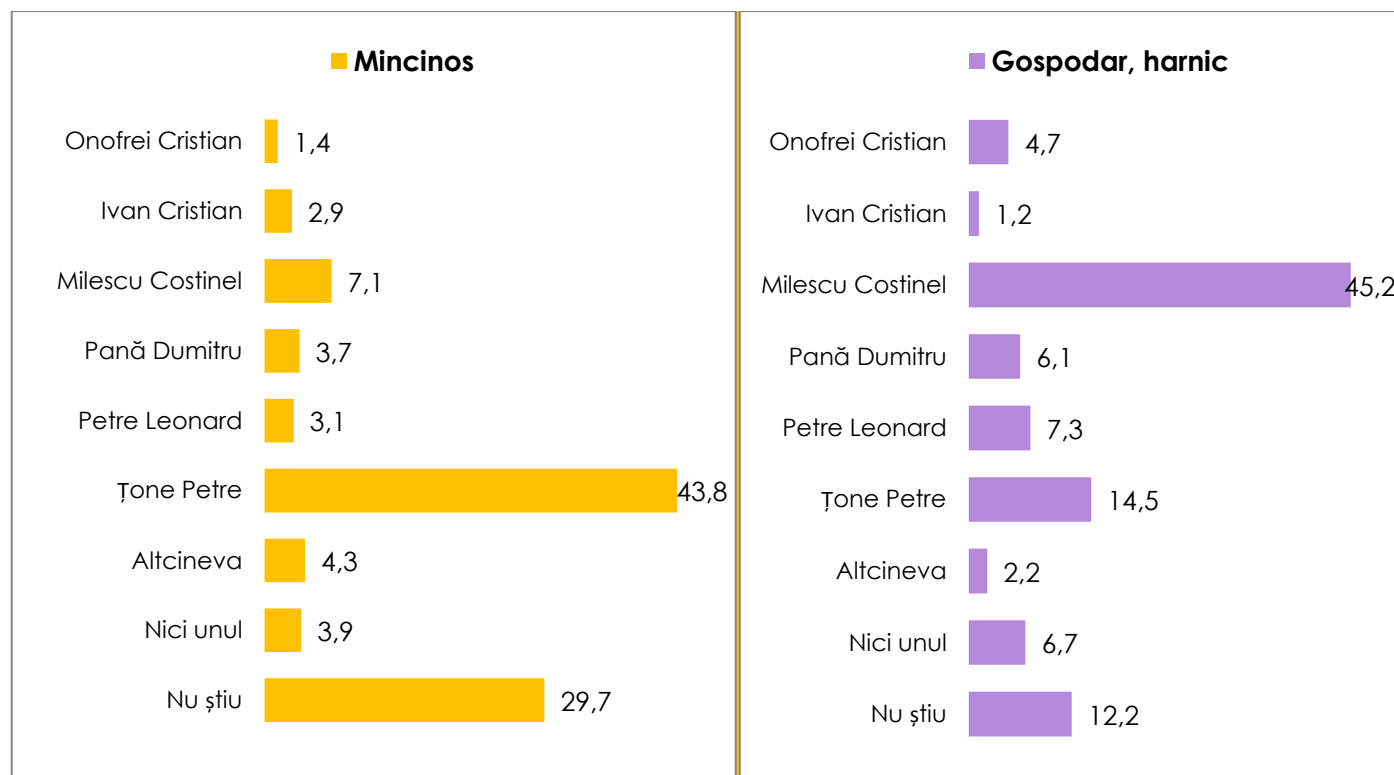 Mincinos
Onofrei Cristian 1,4
Ivan Cristian 2,9
Milescu Costinel 7,1
Pană Dumitru 3,7
Petre Leonard 3,1
Țone Petre 43,8
Altcineva 4,3
Nici unul 3,9
Nu știu 29,7
Gospodar, harnic
Onofrei Cristian 4,7
Ivan Cristian 1,2
Milescu Costinel 45,2
Pană Dumitru 6,1
Petre Leonard 7,3
Țone Petre 14,5
Altcineva 2,2
Nici unul 6,7
Nu știu 12,2